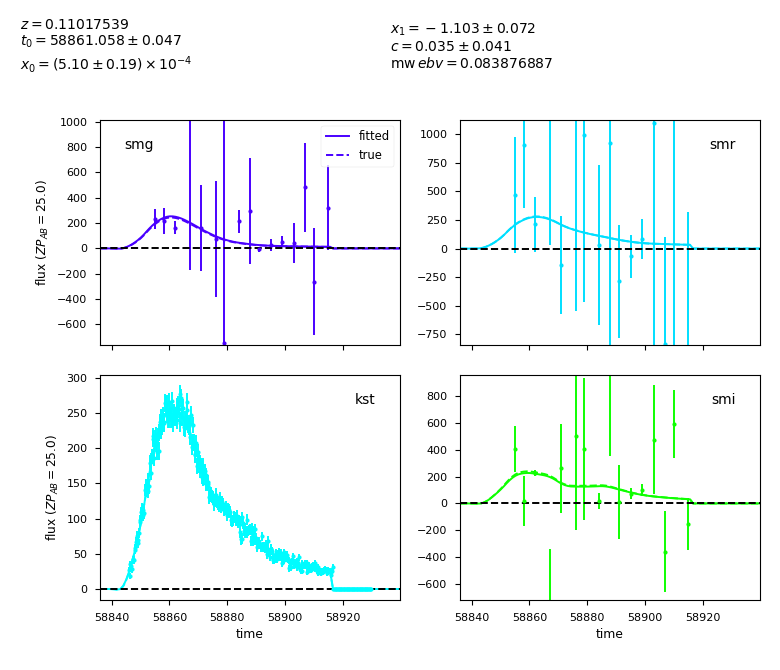 z = 0.11017539
t₀ = 58861.058 ± 0.047
x₀ = (5.10 ± 0.19) × 10⁻⁴
x₁ = −1.103 ± 0.072
c = 0.035 ± 0.041
mw ebv = 0.083876887
1000
800
600
400
200
0
−200
−400
−600
flux (ZP_AB = 25.0)
smg
fitted
true
1000
750
500
250
0
−250
−500
−750
smr
300
250
200
150
100
50
0
flux (ZP_AB = 25.0)
kst
58840
58860
58880
58900
58920
time
800
600
400
200
0
−200
−400
−600
smi
58840
58860
58880
58900
58920
time